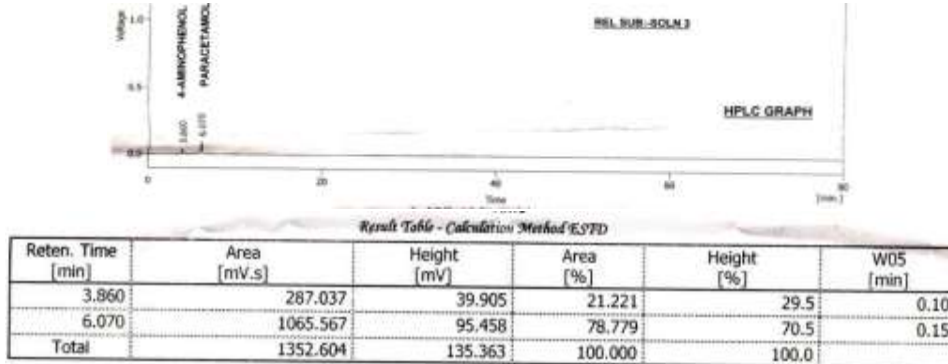 1.0
REL SUB:-SOLN 3
4-AMINOPHENOL
PARACETAMOL
Voltage
0.5
HPLC GRAPH
3.860
6.070
0.0
0 20 40 60 80
Time [min.]
Result Table - Calculation Method ESTD
Reten. Time [min] Area [mV.s] Height [mV] Area [%] Height [%] W05 [min]
3.860 287.037 39.905 21.221 29.5 0.10
6.070 1065.567 95.458 78.779 70.5 0.15
Total 1352.604 135.363 100.000 100.0